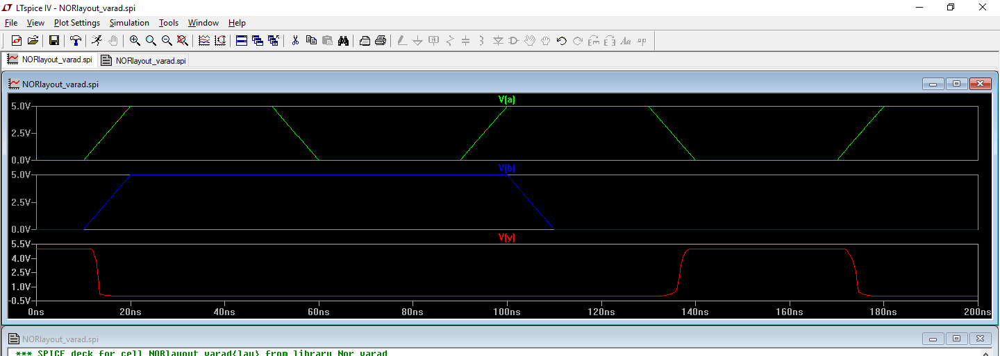 LTspice IV - NORlayout_varad.spi
File View Plot Settings Simulation Tools Window Help
NORlayout_varad.spi NORlayout_varad.spi
NORlayout_varad.spi
V(a)
5.0V
2.5V
0.0V
V(b)
5.0V
2.5V
0.0V
V(y)
5.5V
4.0V
2.5V
1.0V
-0.5V
0ns 20ns 40ns 60ns 80ns 100ns 120ns 140ns 160ns 180ns 200ns
NORlayout_varad.spi
*** SPICE deck for cell NORlayout_varad{lay} from library Nor_varad